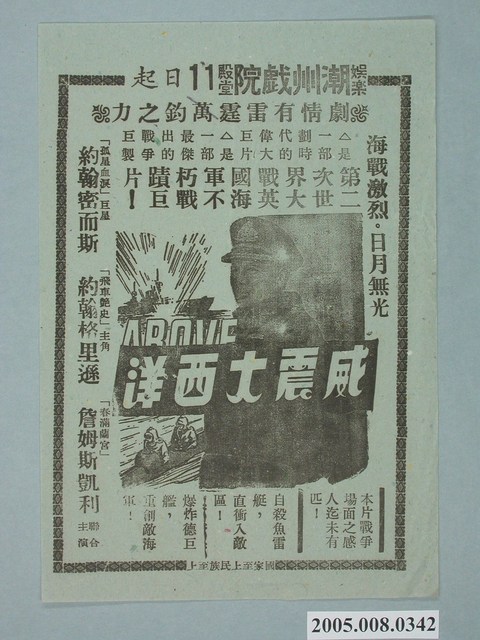 娛樂殿堂潮州戲院11日起
劇情有雷霆萬鈞之力
△是一部劃時代的偉大巨片
第二次世界大戰英國海軍不朽戰蹟巨片！
△是一部最傑出的戰爭巨製
海戰激烈。日月無光
「孤星血淚」巨星
約翰密而斯
「飛車艶史」主角
約翰格里遜
「春滿蘭宮」
詹姆斯凱利
聯合主演
ABOVE
威震大西洋
本片戰爭場面之感人迄未有匹！
自殺魚雷艇，直衝入敵區！
爆炸德巨艦，重創敵海軍！
國家至上民族至上
2005.008.0342